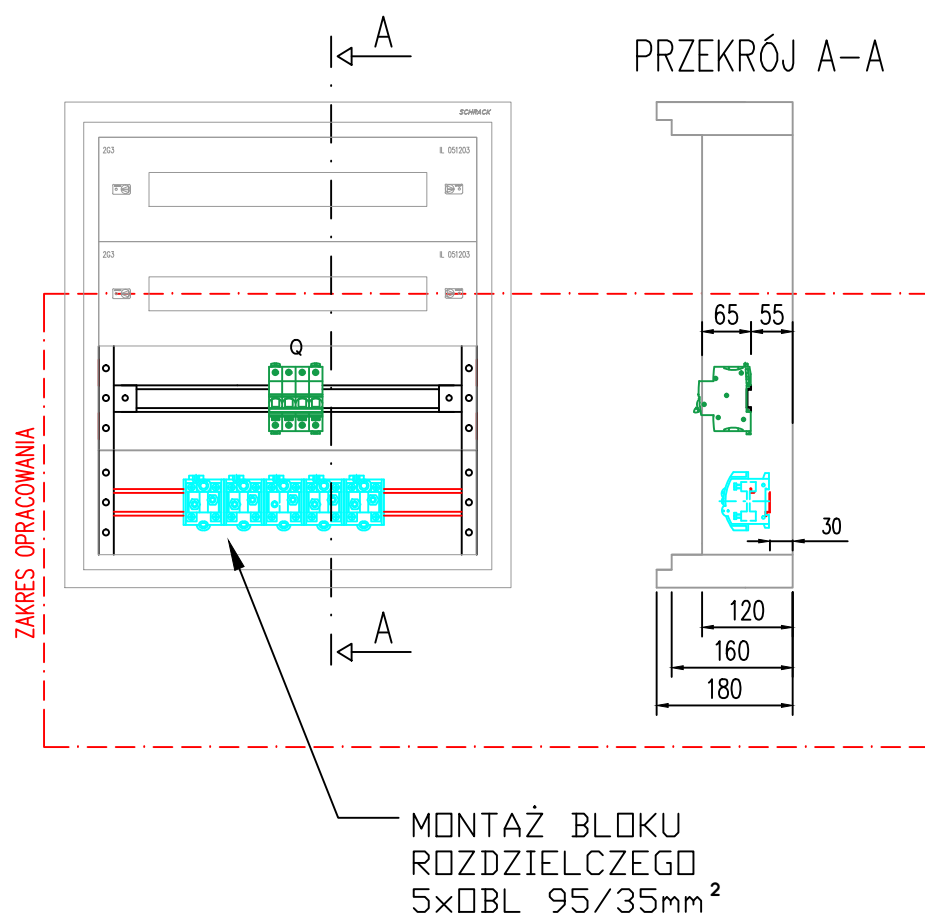 A
PRZEKRÓJ A-A
SCHRACK
2G3 IL 051203
2G3 IL 051203
65 55
Q
ZAKRES OPRACOWANIA
30
120
A
160
180
MONTAŻ BLOKU
ROZDZIELCZEGO
5xOBL 95/35mm²